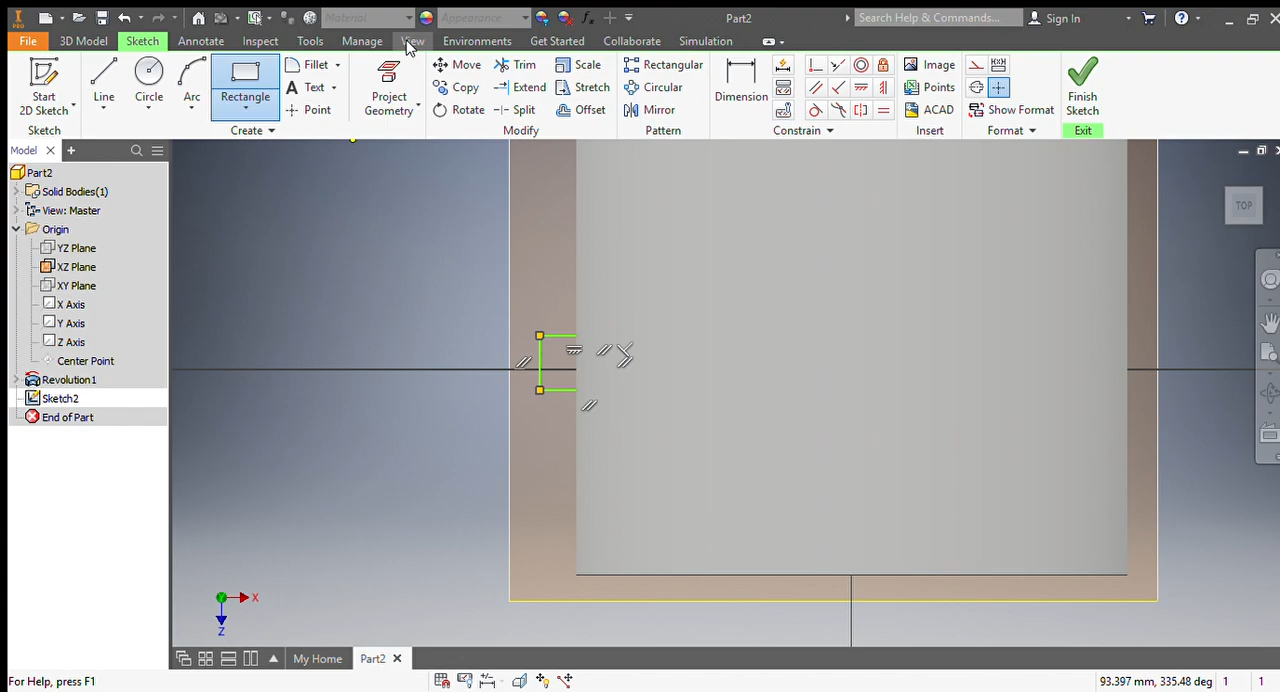 PRO
Material
Appearance
Part2
Search Help & Commands...
Sign In
File
3D Model
Sketch
Annotate
Inspect
Tools
Manage
View
Environments
Get Started
Collaborate
Simulation
Start
2D Sketch
Line
Circle
Arc
Rectangle
Fillet
Text
Point
Project
Geometry
Move
Copy
Rotate
Trim
Extend
Split
Scale
Stretch
Offset
Rectangular
Circular
Mirror
Dimension
Image
Points
ACAD
Show Format
Finish
Sketch
Sketch
Create
Modify
Pattern
Constrain
Insert
Format
Exit
Model
Part2
Solid Bodies(1)
View: Master
Origin
YZ Plane
XZ Plane
XY Plane
X Axis
Y Axis
Z Axis
Center Point
Revolution1
Sketch2
End of Part
TOP
X
Y
Z
My Home
Part2
For Help, press F1
93.397 mm, 335.48 deg
1
1